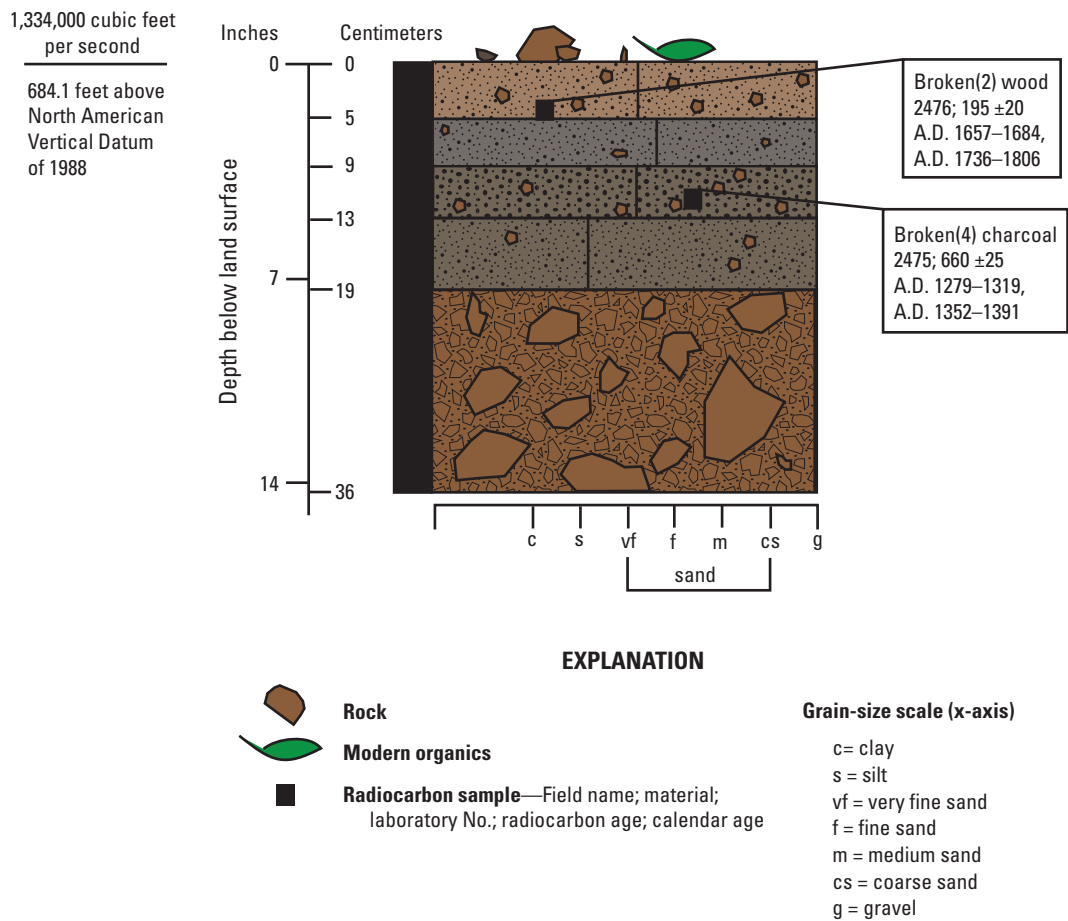 1,334,000 cubic feet
per second
684.1 feet above
North American
Vertical Datum
of 1988
Inches
Centimeters
Depth below land surface
0
7
14
0
5
9
13
19
36
Broken(2) wood
2476; 195 ±20
A.D. 1657–1684,
A.D. 1736–1806
Broken(4) charcoal
2475; 660 ±25
A.D. 1279–1319,
A.D. 1352–1391
c s vf f m cs g
sand
EXPLANATION
Rock
Modern organics
Radiocarbon sample—Field name; material;
laboratory No.; radiocarbon age; calendar age
Grain-size scale (x-axis)
c= clay
s = silt
vf = very fine sand
f = fine sand
m = medium sand
cs = coarse sand
g = gravel